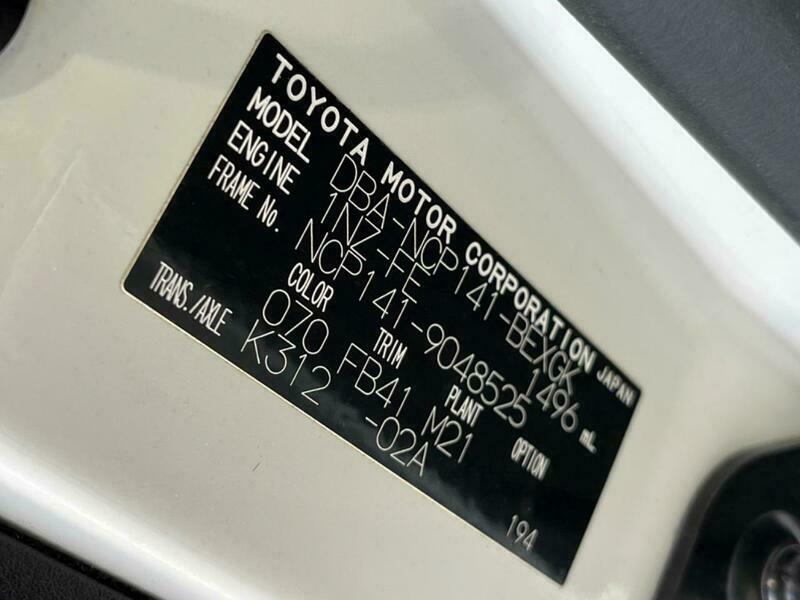 TOYOTA MOTOR CORPORATION JAPAN
MODEL DBA-NCP141-BEXGK
ENGINE 1NZ-FE 1496 mL
FRAME No. NCP141-9048525
COLOR TRIM PLANT OPTION
070 FB41 M21
TRANS./AXLE K312 -02A
194